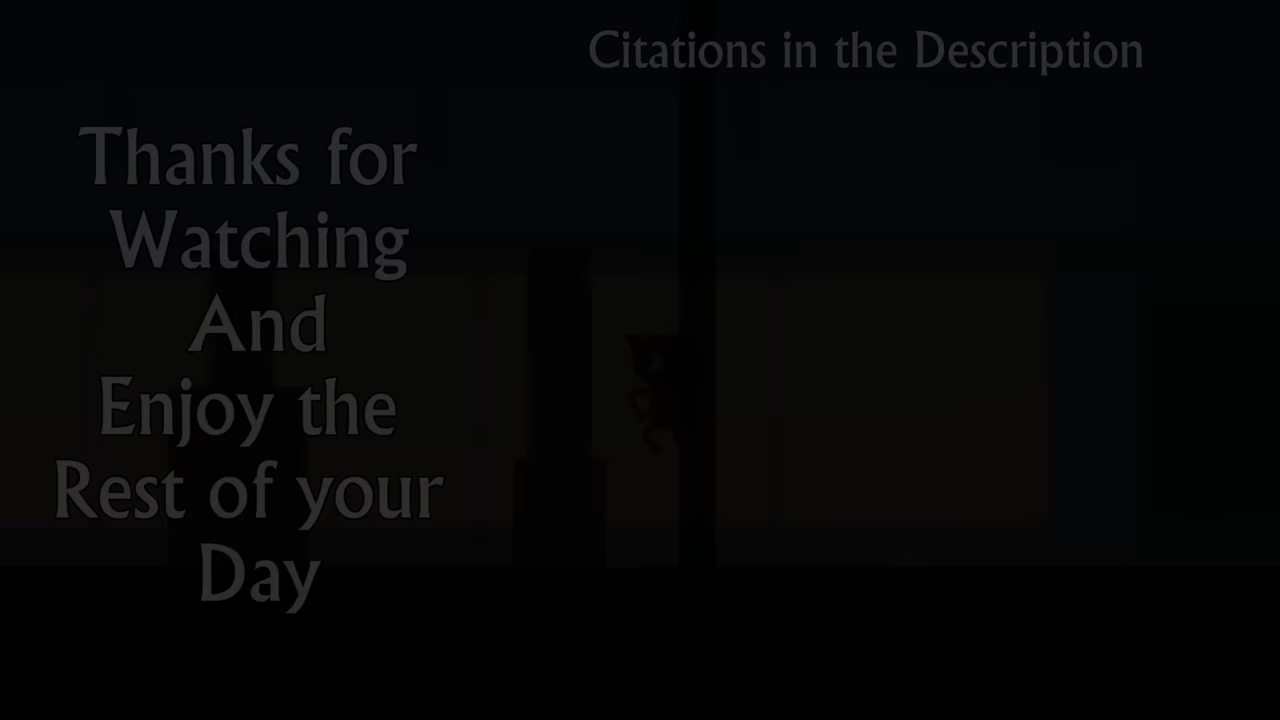 Citations in the Description
Thanks for
Watching
And
Enjoy the
Rest of your
Day